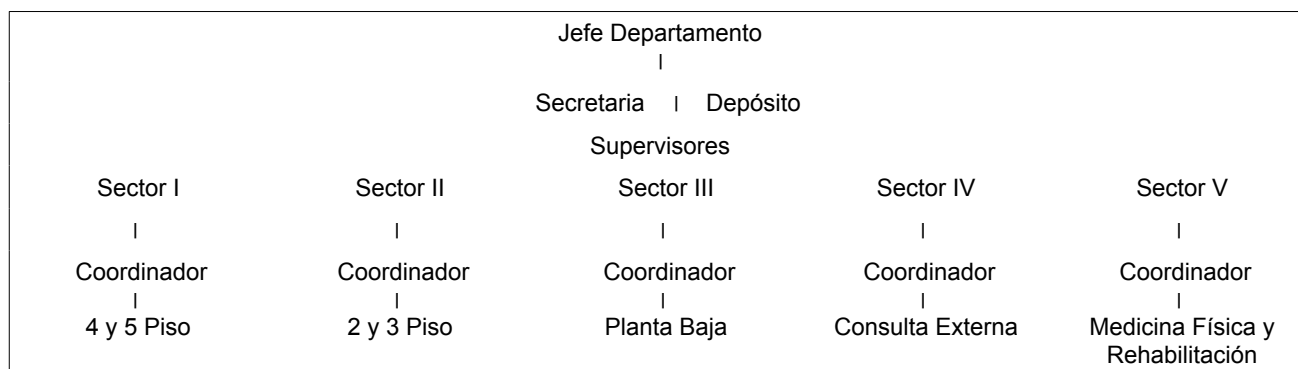 Jefe Departamento
Secretaria Depósito
Supervisores
Sector I Sector II Sector III Sector IV Sector V
Coordinador Coordinador Coordinador Coordinador Coordinador
4 y 5 Piso 2 y 3 Piso Planta Baja Consulta Externa Medicina Física y
Rehabilitación